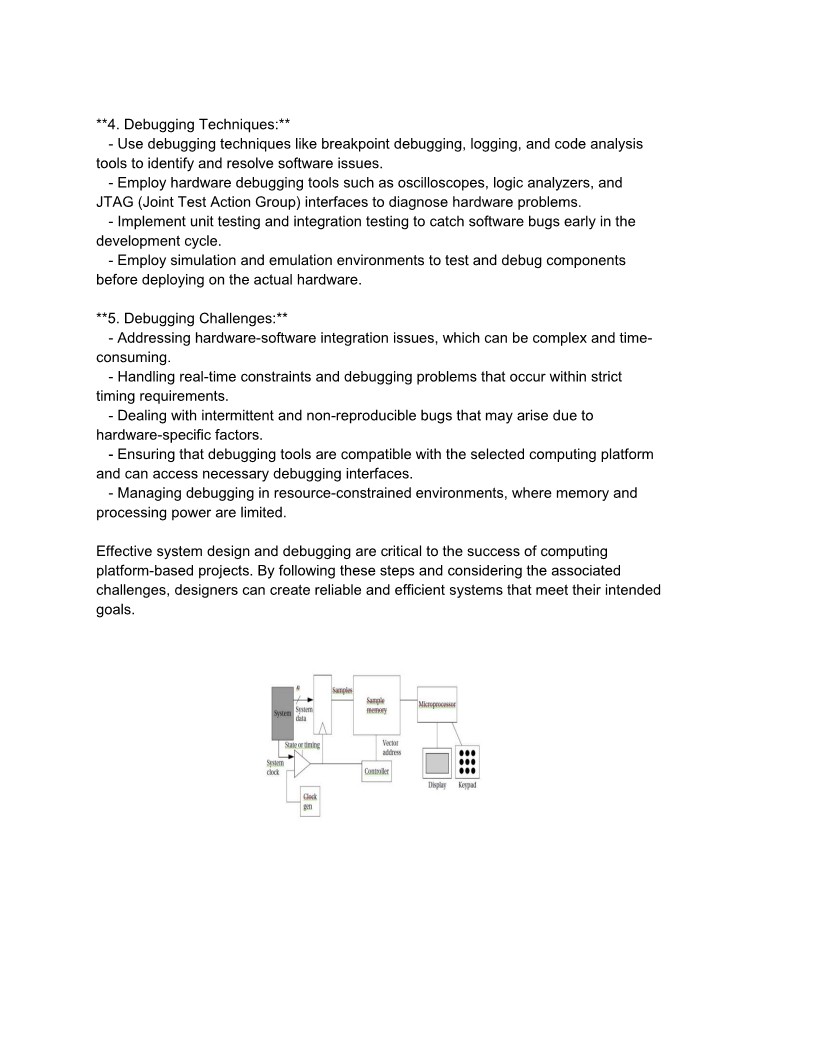 **4. Debugging Techniques:**
- Use debugging techniques like breakpoint debugging, logging, and code analysis
tools to identify and resolve software issues.
- Employ hardware debugging tools such as oscilloscopes, logic analyzers, and
JTAG (Joint Test Action Group) interfaces to diagnose hardware problems.
- Implement unit testing and integration testing to catch software bugs early in the
development cycle.
- Employ simulation and emulation environments to test and debug components
before deploying on the actual hardware.
**5. Debugging Challenges:**
- Addressing hardware-software integration issues, which can be complex and time-
consuming.
- Handling real-time constraints and debugging problems that occur within strict
timing requirements.
- Dealing with intermittent and non-reproducible bugs that may arise due to
hardware-specific factors.
- Ensuring that debugging tools are compatible with the selected computing platform
and can access necessary debugging interfaces.
- Managing debugging in resource-constrained environments, where memory and
processing power are limited.
Effective system design and debugging are critical to the success of computing
platform-based projects. By following these steps and considering the associated
challenges, designers can create reliable and efficient systems that meet their intended
goals.
System
n
System
data
Samples
Sample
memory
Microprocessor
State or timing
System
clock
Vector
address
Controller
Clock
gen
Display
Keypad